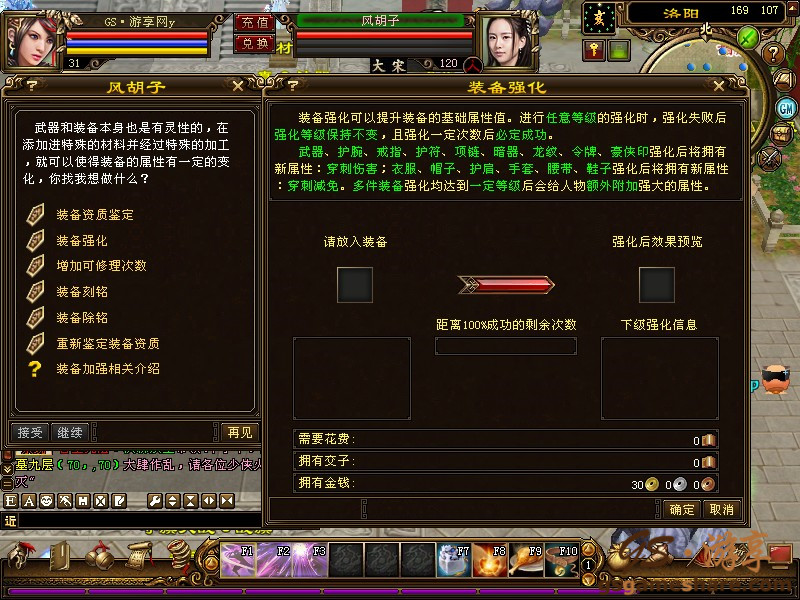 GS·游享网y
31
充值
兑换
材
风胡子
大宋
120
洛阳
169 107
北
GM
风胡子
武器和装备本身也是有灵性的，在
添加进特殊的材料并经过特殊的加工
，就可以使得装备的属性有一定的变
化，你找我想做什么？
装备资质鉴定
装备强化
增加可修理次数
装备刻铭
装备除铭
重新鉴定装备资质
装备加强相关介绍
接受
继续
再见
装备强化
装备强化可以提升装备的基础属性值。进行任意等级的强化时，强化失败后
强化等级保持不变，且强化一定次数后必定成功。
武器、护腕、戒指、护符、项链、暗器、龙纹、令牌、豪侠印强化后将拥有
新属性：穿刺伤害；衣服、帽子、护肩、手套、腰带、鞋子强化后将拥有新属性
：穿刺减免。多件装备强化均达到一定等级后会给人物额外附加强大的属性。
请放入装备
强化后效果预览
距离100%成功的剩余次数
下级强化信息
需要花费:
0
拥有交子:
0
拥有金钱:
30 0 0
确定
取消
墓九层(70，,70)大肆作乱，请各位少侠
灭"
近
F1
F2
F3
F7
F8
F9
F10
1